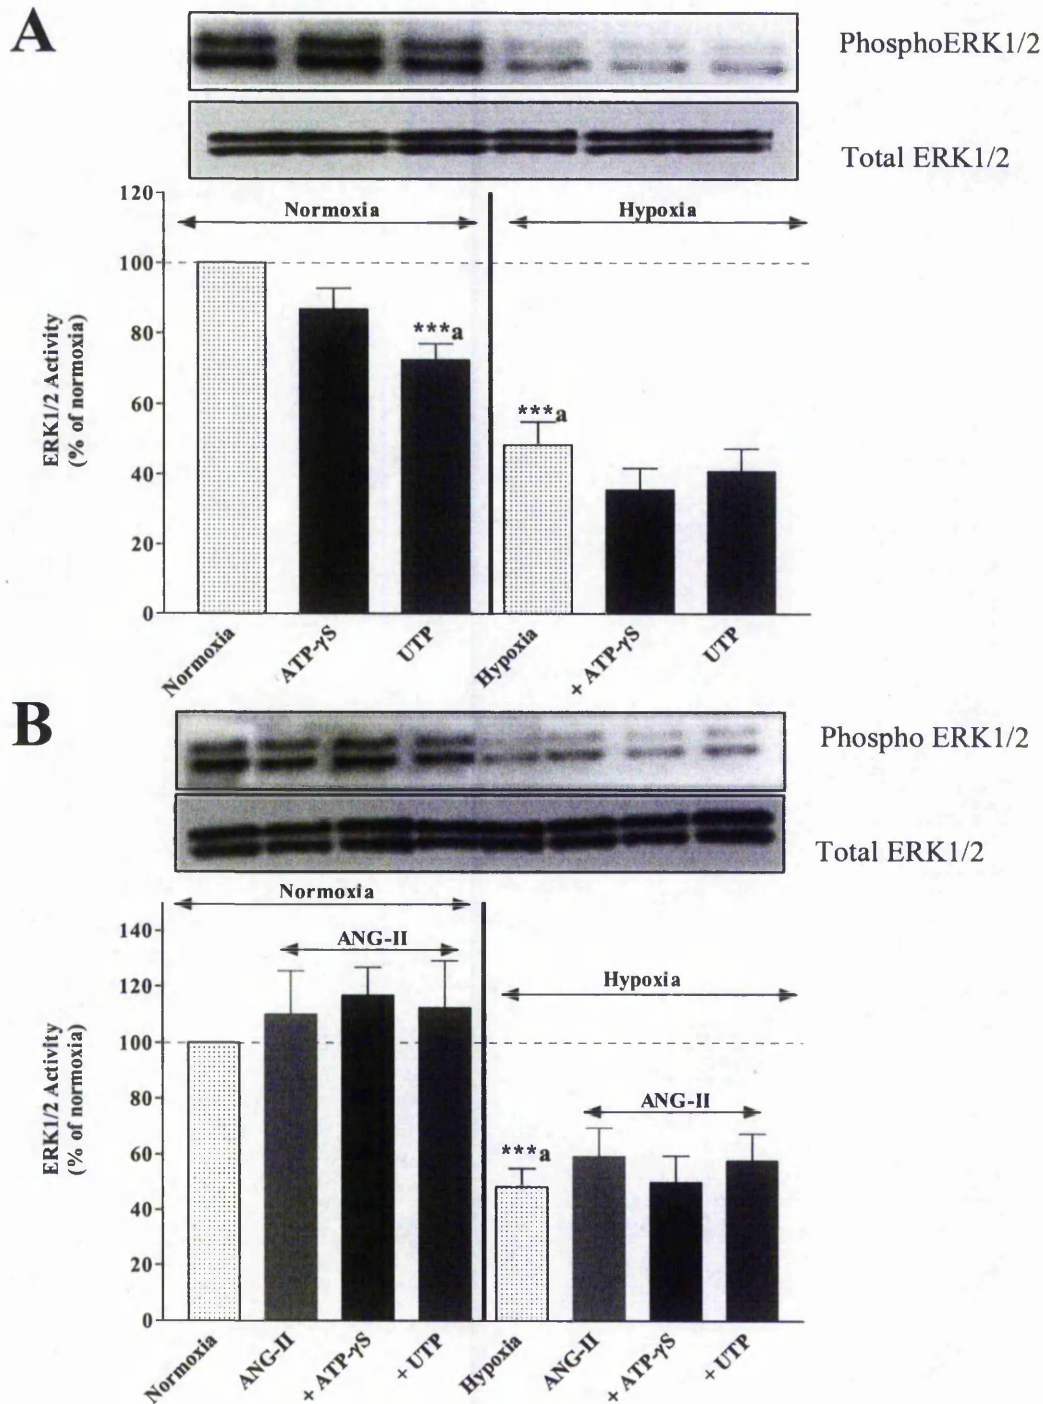 A
PhosphoERK1/2
Total ERK1/2
120
100
80
60
40
20
0
ERK1/2 Activity
(% of normoxia)
Normoxia
Hypoxia
***a
***a
Normoxia
ATP-γS
UTP
Hypoxia
+ ATP-γS
UTP
B
Phospho ERK1/2
Total ERK1/2
Normoxia
ANG-II
Hypoxia
ANG-II
140
120
100
80
60
40
20
0
ERK1/2 Activity
(% of normoxia)
***a
Normoxia
ANG-II
+ ATP-γS
+ UTP
Hypoxia
ANG-II
+ ATP-γS
+ UTP